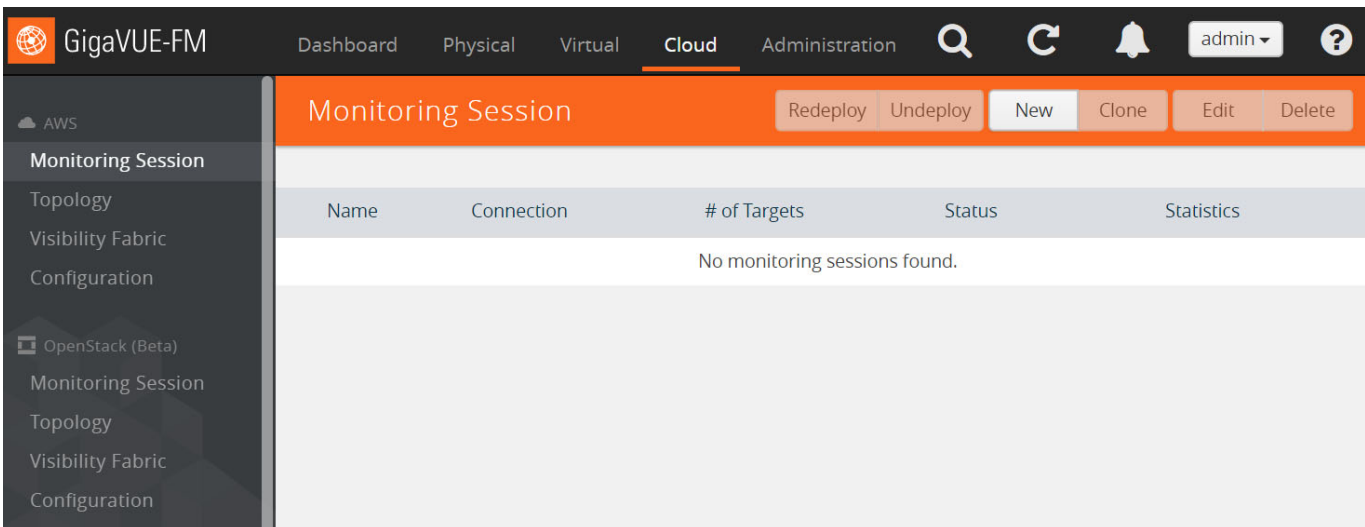 GigaVUE-FM Dashboard Physical Virtual Cloud Administration admin
AWS
Monitoring Session
Topology
Visibility Fabric
Configuration
OpenStack (Beta)
Monitoring Session
Topology
Visibility Fabric
Configuration
Monitoring Session Redeploy Undeploy New Clone Edit Delete
Name Connection # of Targets Status Statistics
No monitoring sessions found.